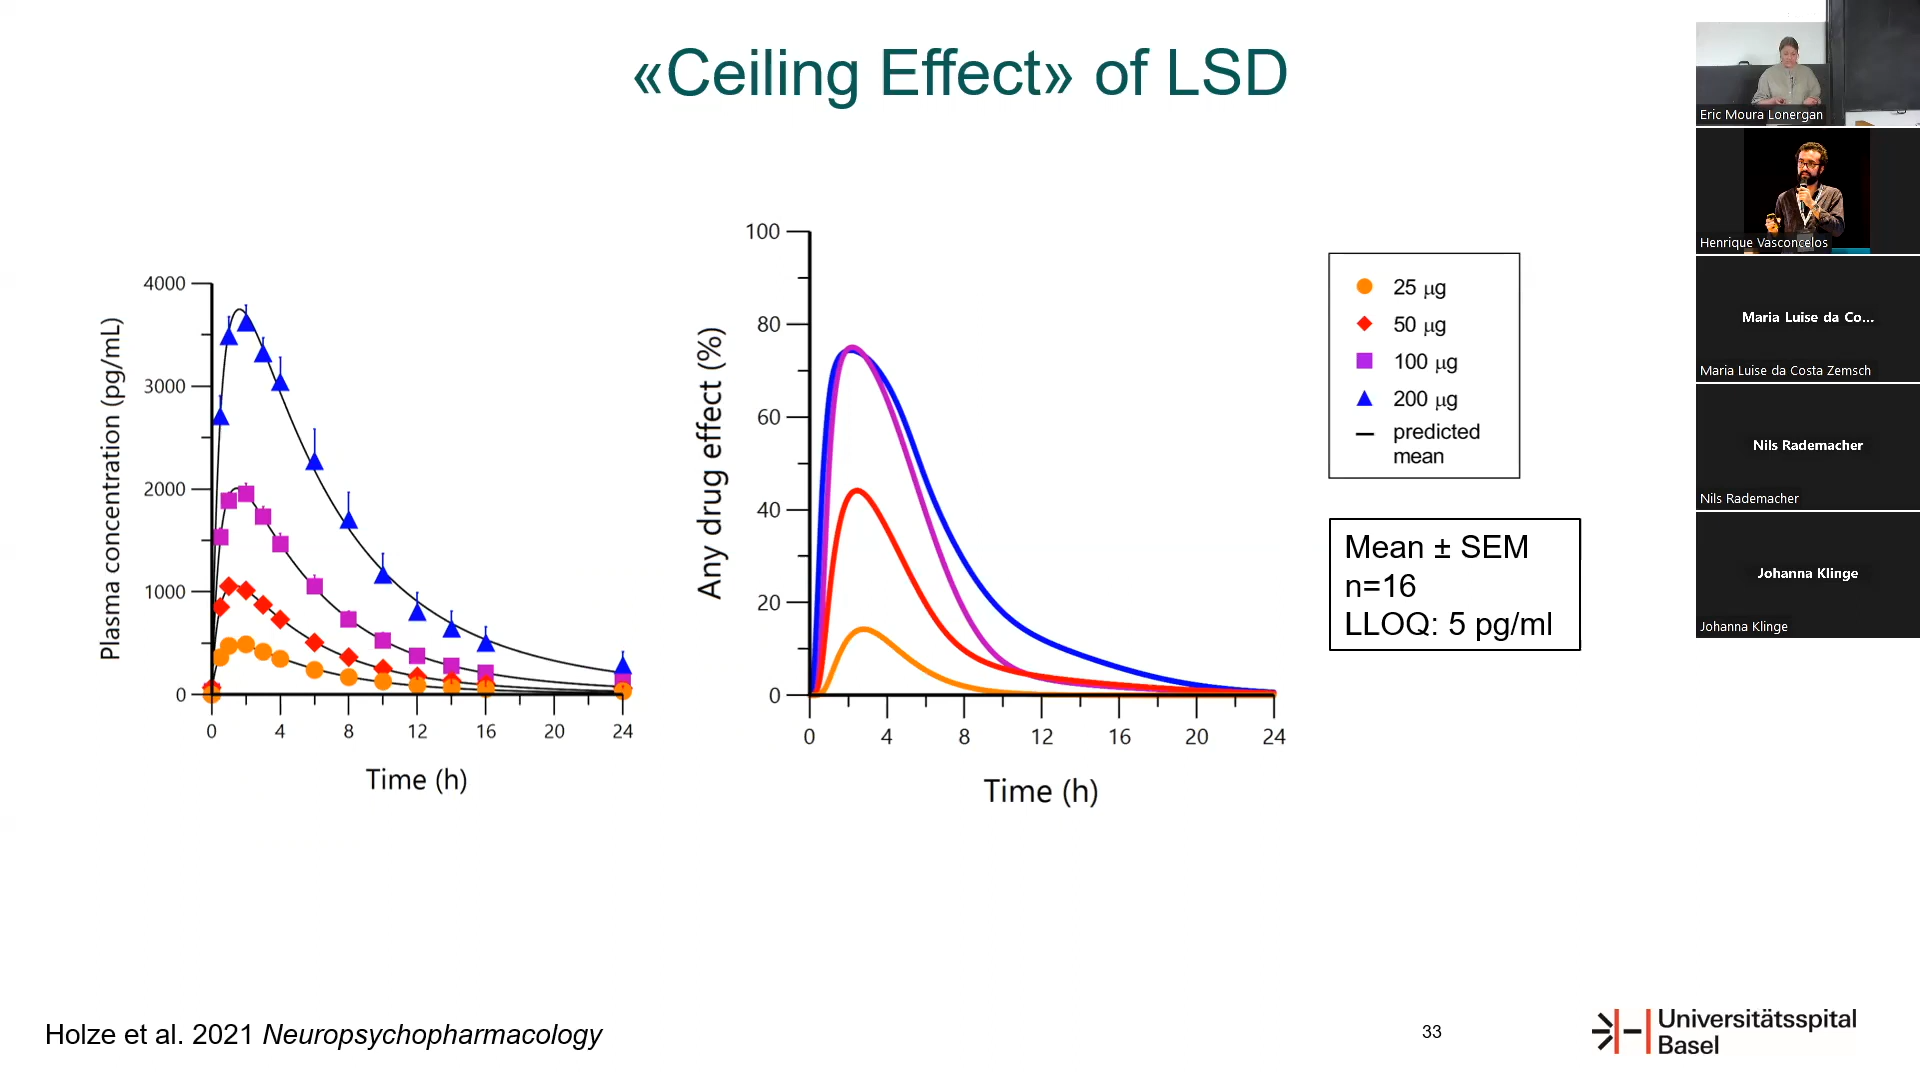 «Ceiling Effect» of LSD
Plasma concentration (pg/mL)
4000
3000
2000
1000
0
0 4 8 12 16 20 24
Time (h)
Any drug effect (%)
100
80
60
40
20
0
0 4 8 12 16 20 24
Time (h)
25 µg
50 µg
100 µg
200 µg
predicted
mean
Mean ± SEM
n=16
LLOQ: 5 pg/ml
Holze et al. 2021 Neuropsychopharmacology
33
Universitätsspital
Basel
Eric Moura Lonergan
Henrique Vasconcelos
Maria Luise da Co...
Maria Luise da Costa Zemsch
Nils Rademacher
Nils Rademacher
Johanna Klinge
Johanna Klinge